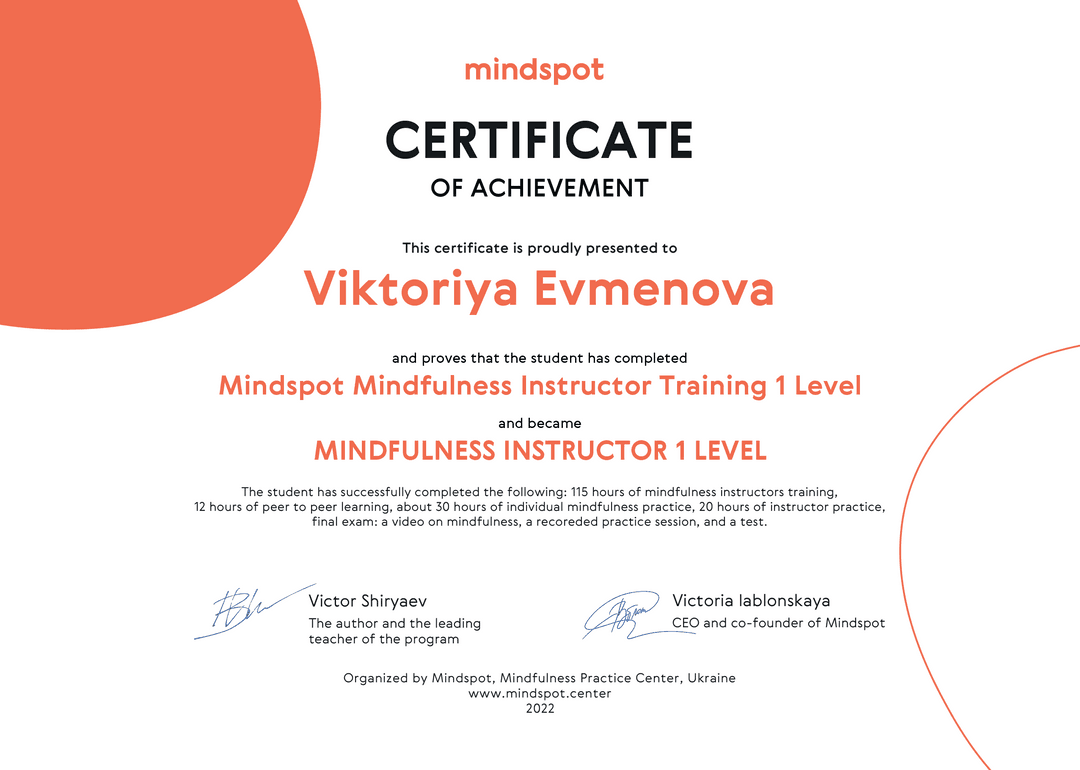 mindspot
CERTIFICATE
OF ACHIEVEMENT
This certificate is proudly presented to
Viktoriya Evmenova
and proves that the student has completed
Mindspot Mindfulness Instructor Training 1 Level
and became
MINDFULNESS INSTRUCTOR 1 LEVEL
The student has successfully completed the following: 115 hours of mindfulness instructors training,
12 hours of peer to peer learning, about 30 hours of individual mindfulness practice, 20 hours of instructor practice,
final exam: a video on mindfulness, a recoreded practice session, and a test.
Victor Shiryaev
The author and the leading
teacher of the program
Victoria Iablonskaya
CEO and co-founder of Mindspot
Organized by Mindspot, Mindfulness Practice Center, Ukraine
www.mindspot.center
2022